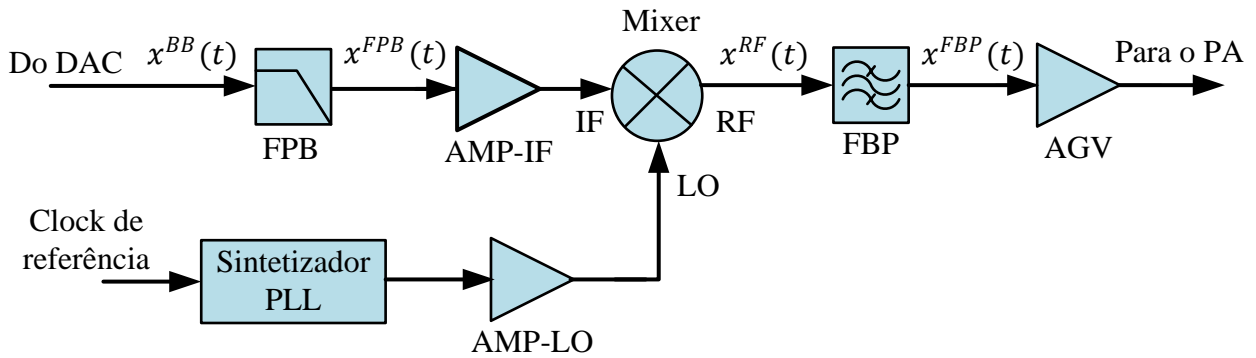 Mixer
Do DAC
x^{BB}(t)
x^{FPB}(t)
x^{RF}(t)
x^{FBP}(t)
Para o PA
IF
RF
FPB
AMP-IF
FBP
AGV
LO
Clock de
referência
Sintetizador
PLL
AMP-LO